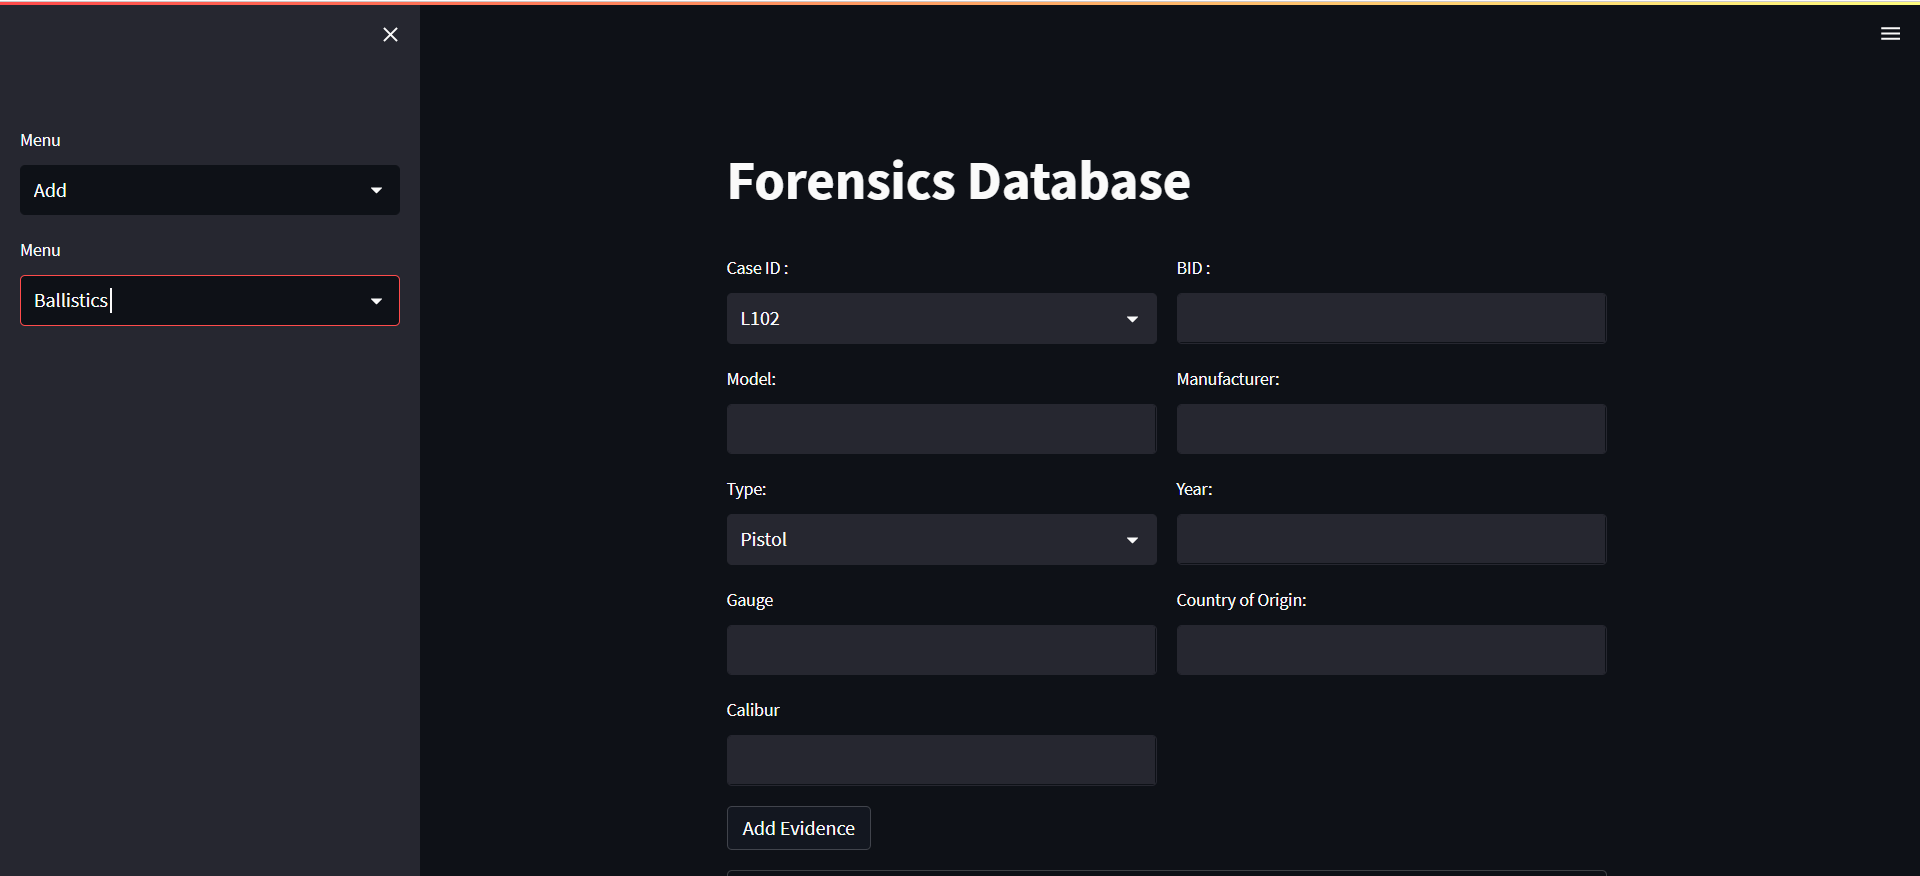 Menu
Add
Menu
Ballistics
Forensics Database
Case ID :
BID :
L102
Model:
Manufacturer:
Type:
Year:
Pistol
Gauge
Country of Origin:
Calibur
Add Evidence